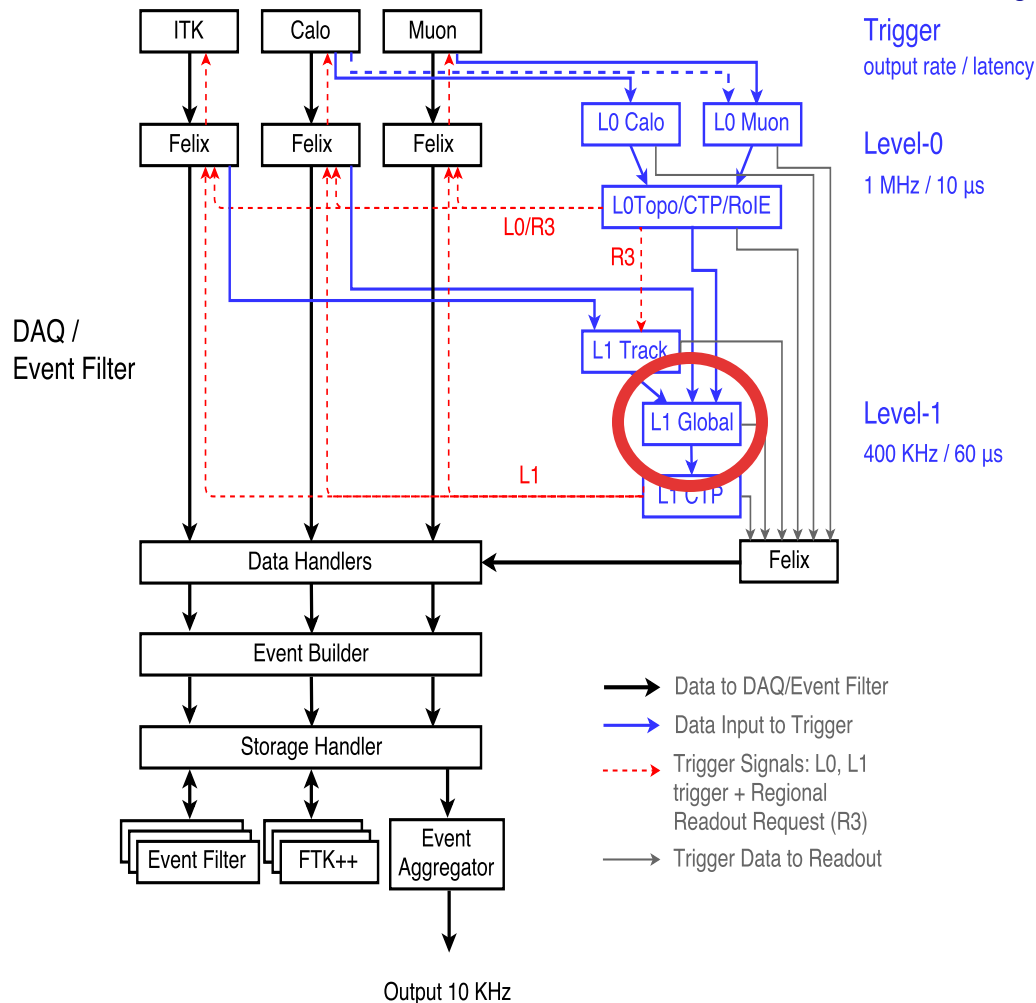 ITK
Calo
Muon
Trigger
output rate / latency
L0 Calo
L0 Muon
Felix
Felix
Felix
Level-0
1 MHz / 10 µs
L0Topo/CTP/RoIE
L0/R3
R3
DAQ /
Event Filter
L1 Track
L1 Global
Level-1
400 KHz / 60 µs
L1
L1 CTP
Data Handlers
Felix
Event Builder
Storage Handler
Data to DAQ/Event Filter
Data Input to Trigger
Trigger Signals: L0, L1
trigger + Regional
Readout Request (R3)
Trigger Data to Readout
Event Filter
FTK++
Event
Aggregator
Output 10 KHz